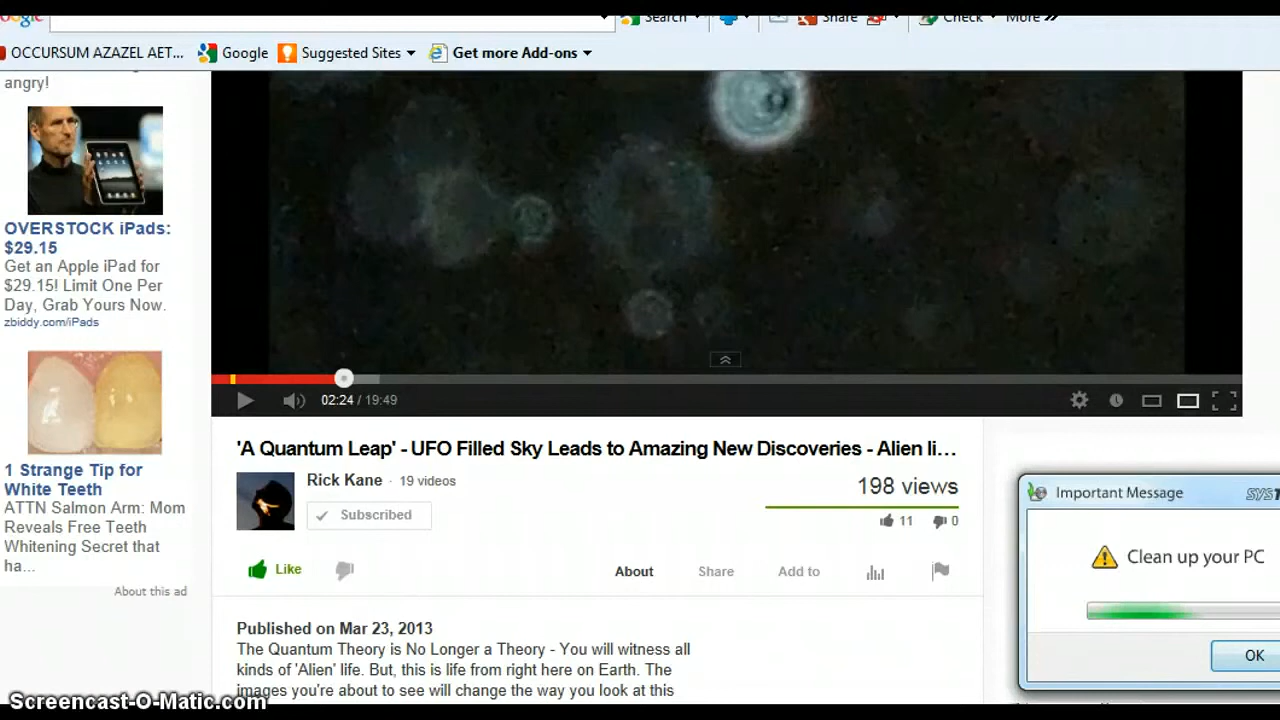 Search
Share
Check
More
OCCURSUM AZAZEL AET...
Google
Suggested Sites
Get more Add-ons
angry!
OVERSTOCK iPads:
$29.15
Get an Apple iPad for
$29.15! Limit One Per
Day, Grab Yours Now.
zbiddy.com/iPads
1 Strange Tip for
White Teeth
ATTN Salmon Arm: Mom
Reveals Free Teeth
Whitening Secret that
ha...
About this ad
02:24 / 19:49
'A Quantum Leap' - UFO Filled Sky Leads to Amazing New Discoveries - Alien li...
Rick Kane · 19 videos
Subscribed
198 views
11 0
Like
About Share Add to
Published on Mar 23, 2013
The Quantum Theory is No Longer a Theory - You will witness all
kinds of 'Alien' life. But, this is life from right here on Earth. The
images you're about to see will change the way you look at this
Important Message
Clean up your PC
OK
Screencast-O-Matic.com